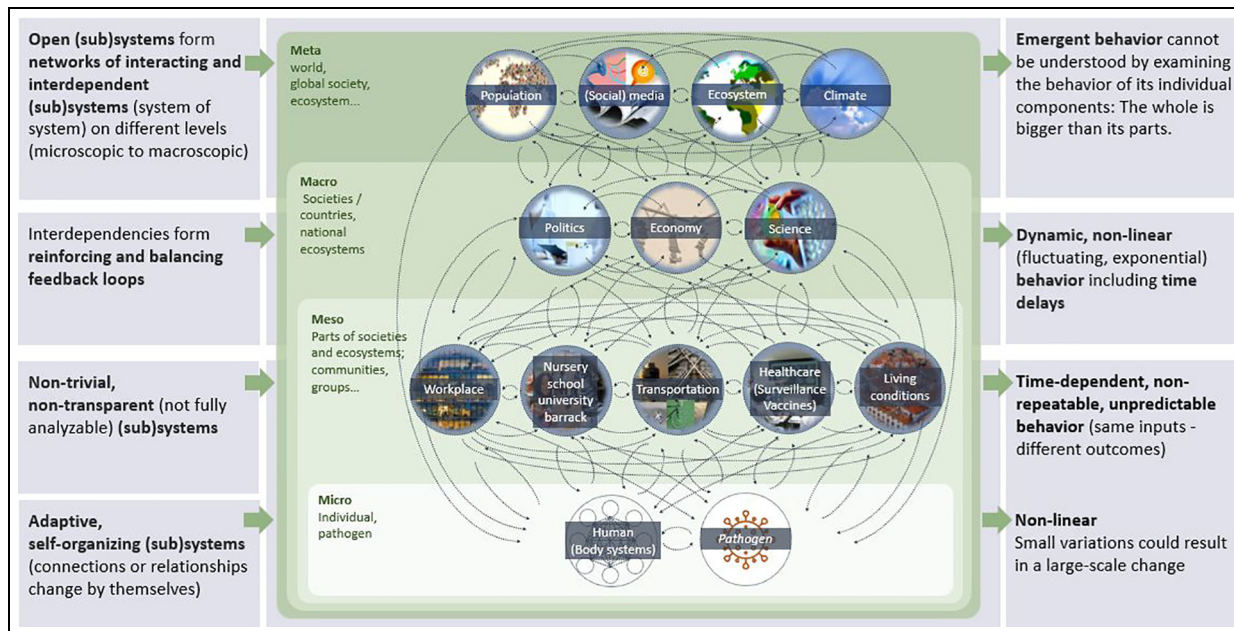 Open (sub)systems form
networks of interacting and
interdependent
(sub)systems (system of
system) on different levels
(microscopic to macroscopic)
Interdependencies form
reinforcing and balancing
feedback loops
Non-trivial,
non-transparent (not fully
analyzable) (sub)systems
Adaptive,
self-organizing (sub)systems
(connections or relationships
change by themselves)
Meta
world,
global society,
ecosystem...
Population
(Social) media
Ecosystem
Climate
Macro
Societies /
countries,
national
ecosystems
Politics
Economy
Science
Meso
Parts of societies
and ecosystems;
communities,
groups...
Workplace
Nursery
school
university
barrack
Transportation
Healthcare
(Surveillance
Vaccines)
Living
conditions
Micro
Individual,
pathogen
Human
(Body systems)
Pathogen
Emergent behavior cannot
be understood by examining
the behavior of its individual
components: The whole is
bigger than its parts.
Dynamic, non-linear
(fluctuating, exponential)
behavior including time
delays
Time-dependent, non-
repeatable, unpredictable
behavior (same inputs -
different outcomes)
Non-linear
Small variations could result
in a large-scale change